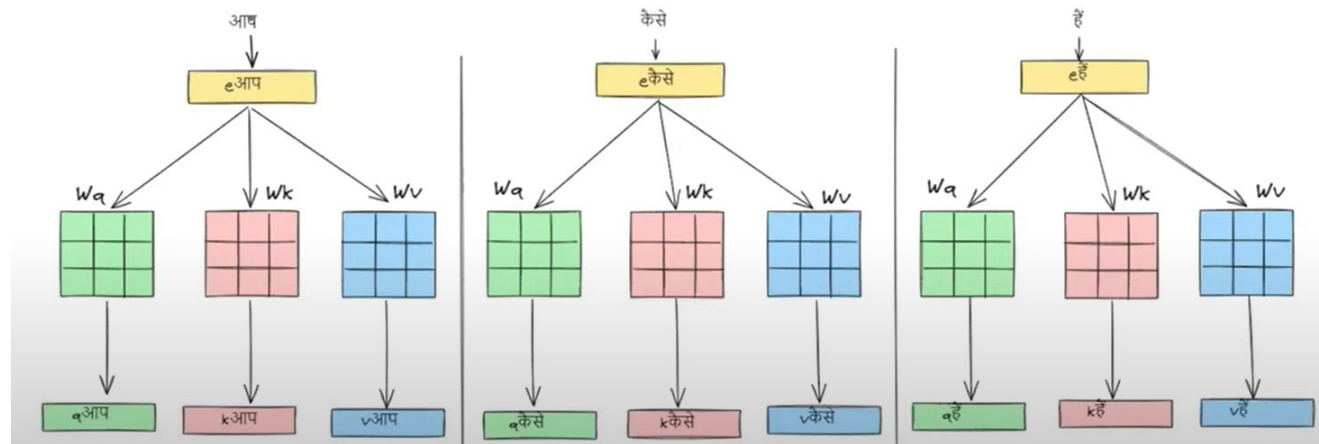 आप
कैसे
हैं
eआप
eकैसे
eहैं
Wq
Wk
Wv
Wq
Wk
Wv
Wq
Wk
Wv
qआप
kआप
vआप
qकैसे
kकैसे
vकैसे
qहैं
kहैं
vहैं